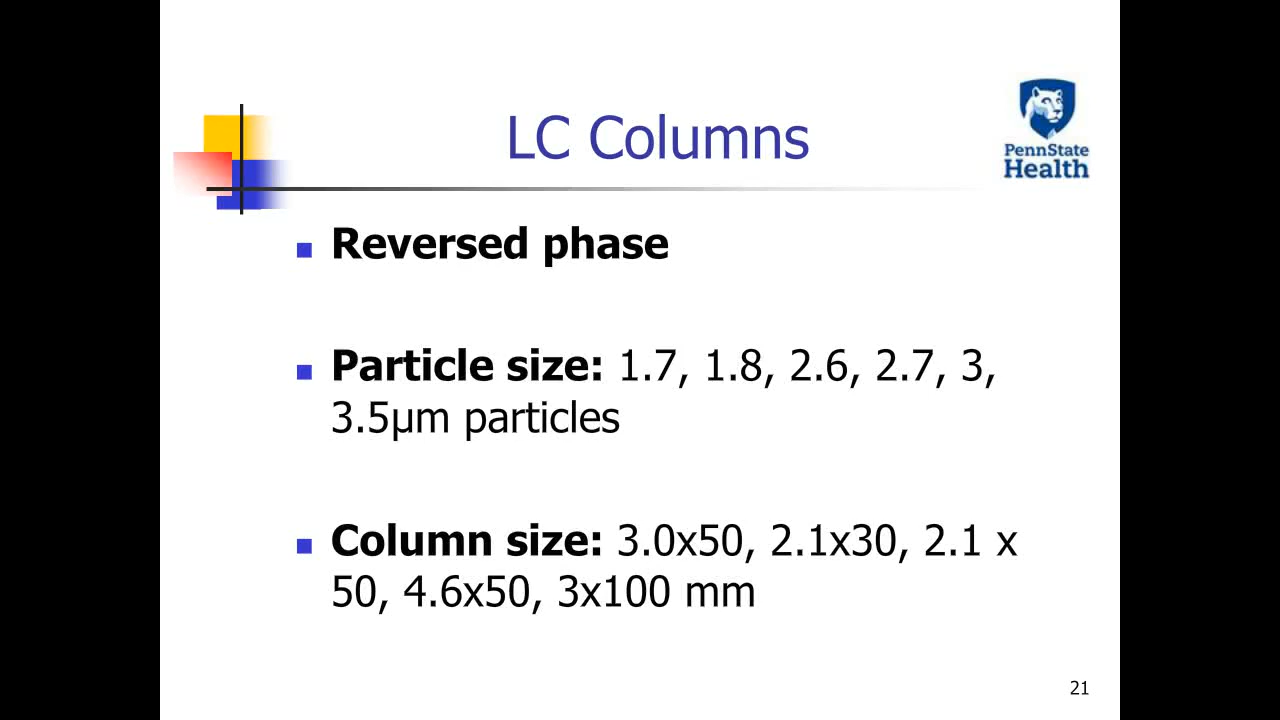 LC Columns
PennState
Health
Reversed phase
Particle size: 1.7, 1.8, 2.6, 2.7, 3,
3.5µm particles
Column size: 3.0x50, 2.1x30, 2.1 x
50, 4.6x50, 3x100 mm
21